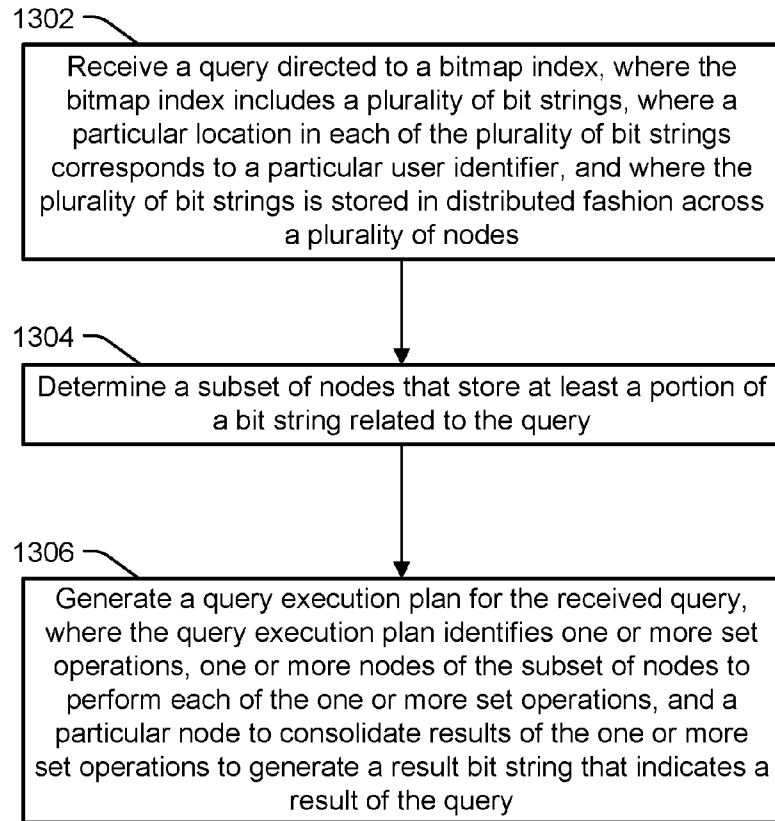 1302
Receive a query directed to a bitmap index, where the
bitmap index includes a plurality of bit strings, where a
particular location in each of the plurality of bit strings
corresponds to a particular user identifier, and where the
plurality of bit strings is stored in distributed fashion across
a plurality of nodes
1304
Determine a subset of nodes that store at least a portion of
a bit string related to the query
1306
Generate a query execution plan for the received query,
where the query execution plan identifies one or more set
operations, one or more nodes of the subset of nodes to
perform each of the one or more set operations, and a
particular node to consolidate results of the one or more
set operations to generate a result bit string that indicates a
result of the query